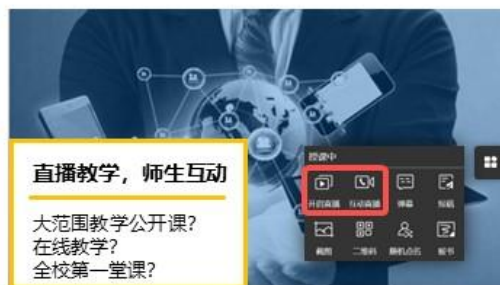 直播教学，师生互动
大范围教学公开课？
在线教学？
全校第一堂课？
授课中
开启直播 互动直播 弹幕 投稿
截图 二维码 随机点名 板书